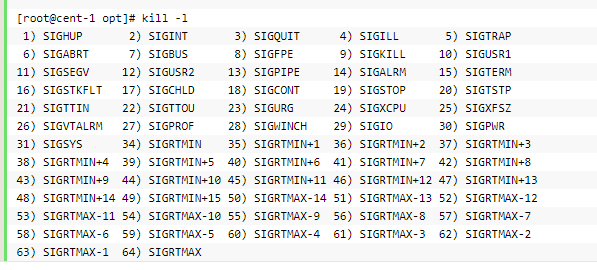 [root@cent-1 opt]# kill -l
 1) SIGHUP       2) SIGINT       3) SIGQUIT      4) SIGILL       5) SIGTRAP
 6) SIGABRT      7) SIGBUS       8) SIGFPE       9) SIGKILL     10) SIGUSR1
11) SIGSEGV     12) SIGUSR2     13) SIGPIPE     14) SIGALRM     15) SIGTERM
16) SIGSTKFLT   17) SIGCHLD     18) SIGCONT     19) SIGSTOP     20) SIGTSTP
21) SIGTTIN     22) SIGTTOU     23) SIGURG      24) SIGXCPU     25) SIGXFSZ
26) SIGVTALRM   27) SIGPROF     28) SIGWINCH    29) SIGIO       30) SIGPWR
31) SIGSYS      34) SIGRTMIN    35) SIGRTMIN+1  36) SIGRTMIN+2  37) SIGRTMIN+3
38) SIGRTMIN+4  39) SIGRTMIN+5  40) SIGRTMIN+6  41) SIGRTMIN+7  42) SIGRTMIN+8
43) SIGRTMIN+9  44) SIGRTMIN+10 45) SIGRTMIN+11 46) SIGRTMIN+12 47) SIGRTMIN+13
48) SIGRTMIN+14 49) SIGRTMIN+15 50) SIGRTMAX-14 51) SIGRTMAX-13 52) SIGRTMAX-12
53) SIGRTMAX-11 54) SIGRTMAX-10 55) SIGRTMAX-9  56) SIGRTMAX-8  57) SIGRTMAX-7
58) SIGRTMAX-6  59) SIGRTMAX-5  60) SIGRTMAX-4  61) SIGRTMAX-3  62) SIGRTMAX-2
63) SIGRTMAX-1  64) SIGRTMAX